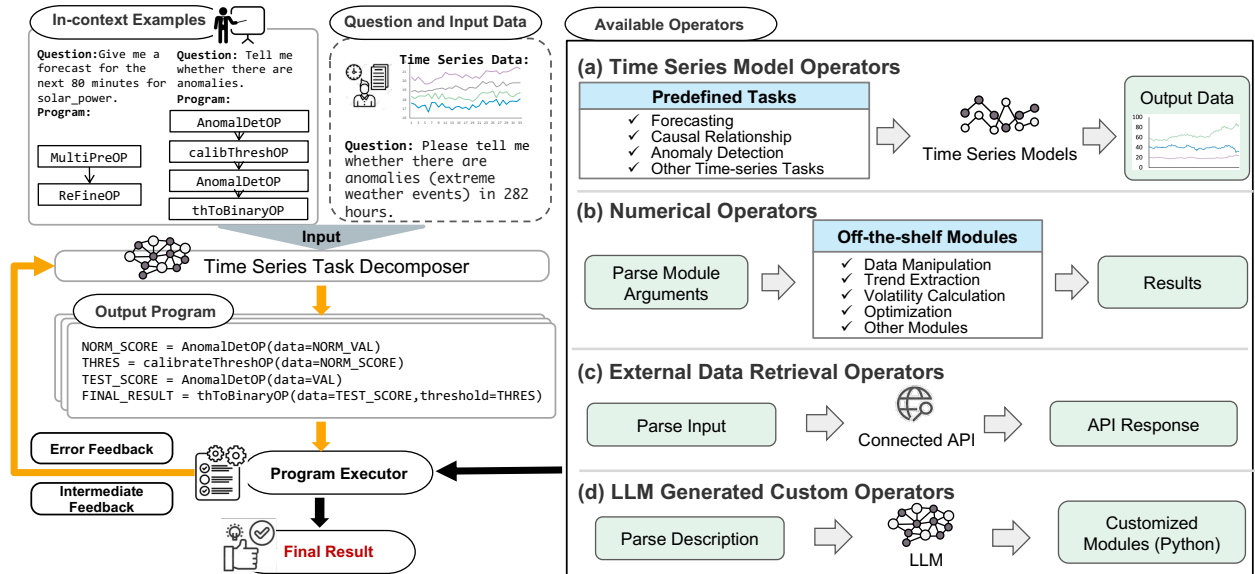 In-context Examples
Question:Give me a
forecast for the
next 80 minutes for
solar_power.
Program:
MultiPreOP
ReFineOP
Question: Tell me
whether there are
anomalies.
Program:
AnomalDetOP
calibThreshOP
AnomalDetOP
thToBinaryOP
Question and Input Data
Time Series Data:
Question: Please tell me
whether there are
anomalies (extreme
weather events) in 282
hours.
Input
Time Series Task Decomposer
Output Program
NORM_SCORE = AnomalDetOP(data=NORM_VAL)
THRES = calibrateThreshOP(data=NORM_SCORE)
TEST_SCORE = AnomalDetOP(data=VAL)
FINAL_RESULT = thToBinaryOP(data=TEST_SCORE,threshold=THRES)
Error Feedback
Intermediate
Feedback
Program Executor
Final Result
Available Operators
(a) Time Series Model Operators
Predefined Tasks
✓ Forecasting
✓ Causal Relationship
✓ Anomaly Detection
✓ Other Time-series Tasks
Time Series Models
Output Data
100
80
60
40
20
0
(b) Numerical Operators
Parse Module
Arguments
Off-the-shelf Modules
✓ Data Manipulation
✓ Trend Extraction
✓ Volatility Calculation
✓ Optimization
✓ Other Modules
Results
(c) External Data Retrieval Operators
Parse Input
Connected API
API Response
(d) LLM Generated Custom Operators
Parse Description
LLM
Customized
Modules (Python)